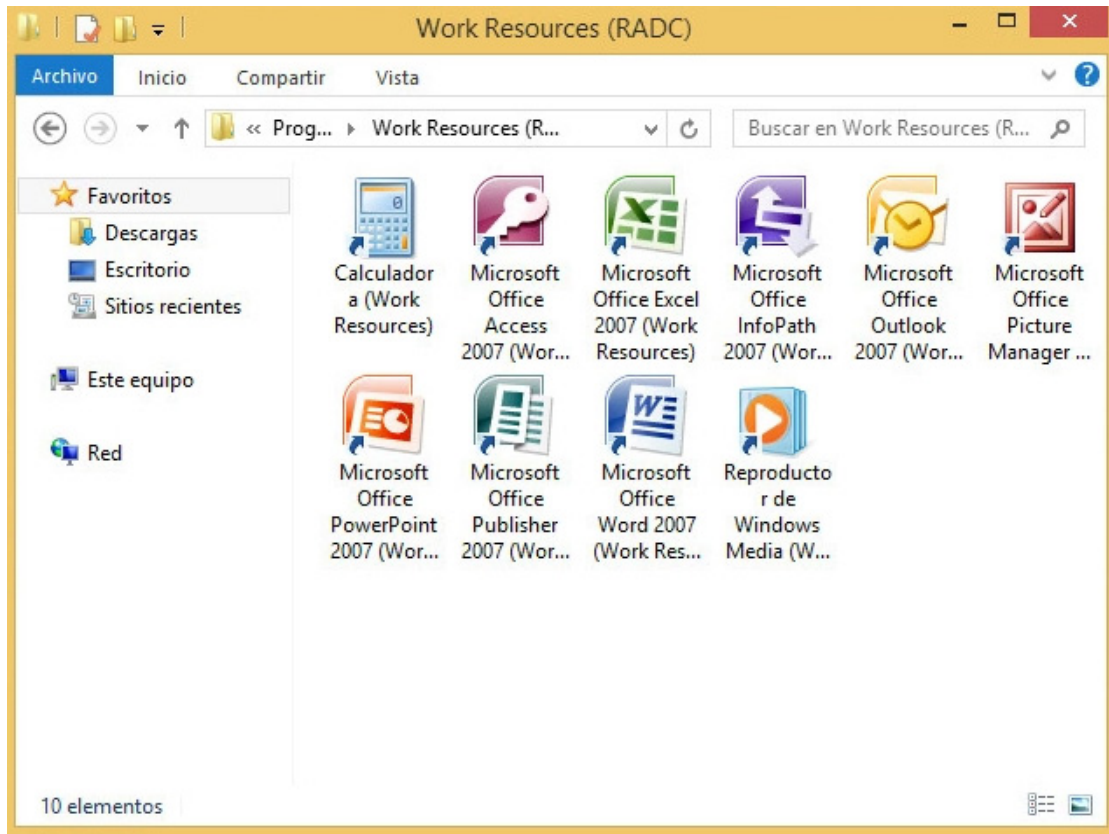 Work Resources (RADC)
Archivo Inicio Compartir Vista
« Prog... Work Resources (R...
Buscar en Work Resources (R...
Favoritos
Descargas
Escritorio
Sitios recientes
Este equipo
Red
Calculador
a (Work
Resources)
Microsoft
Office
Access
2007 (Wor...
Microsoft
Office Excel
2007 (Work
Resources)
Microsoft
Office
InfoPath
2007 (Wor...
Microsoft
Office
Outlook
2007 (Wor...
Microsoft
Office
Picture
Manager ...
Microsoft
Office
PowerPoint
2007 (Wor...
Microsoft
Office
Publisher
2007 (Wor...
Microsoft
Office
Word 2007
(Work Res...
Reproducto
r de
Windows
Media (W...
10 elementos